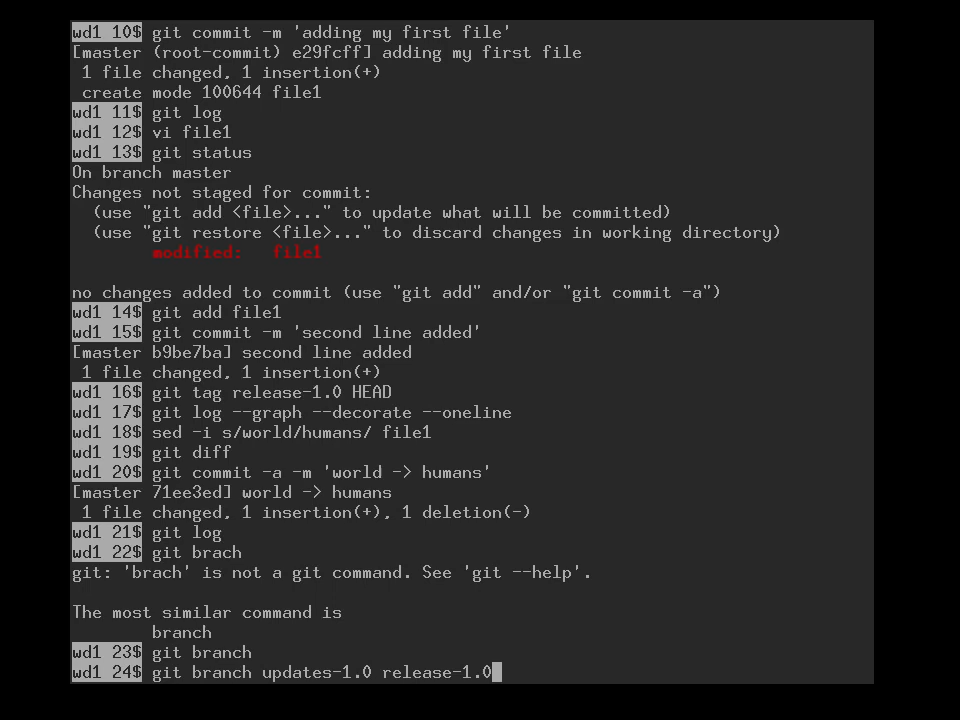 wd1 10$ git commit -m 'adding my first file'
[master (root-commit) e29fcff] adding my first file
 1 file changed, 1 insertion(+)
 create mode 100644 file1
wd1 11$ git log
wd1 12$ vi file1
wd1 13$ git status
On branch master
Changes not staged for commit:
  (use "git add <file>..." to update what will be committed)
  (use "git restore <file>..." to discard changes in working directory)
        modified:   file1

no changes added to commit (use "git add" and/or "git commit -a")
wd1 14$ git add file1
wd1 15$ git commit -m 'second line added'
[master b9be7ba] second line added
 1 file changed, 1 insertion(+)
wd1 16$ git tag release-1.0 HEAD
wd1 17$ git log --graph --decorate --oneline
wd1 18$ sed -i s/world/humans/ file1
wd1 19$ git diff
wd1 20$ git commit -a -m 'world -> humans'
[master 71ee3ed] world -> humans
 1 file changed, 1 insertion(+), 1 deletion(-)
wd1 21$ git log
wd1 22$ git brach
git: 'brach' is not a git command. See 'git --help'.

The most similar command is
        branch
wd1 23$ git branch
wd1 24$ git branch updates-1.0 release-1.0